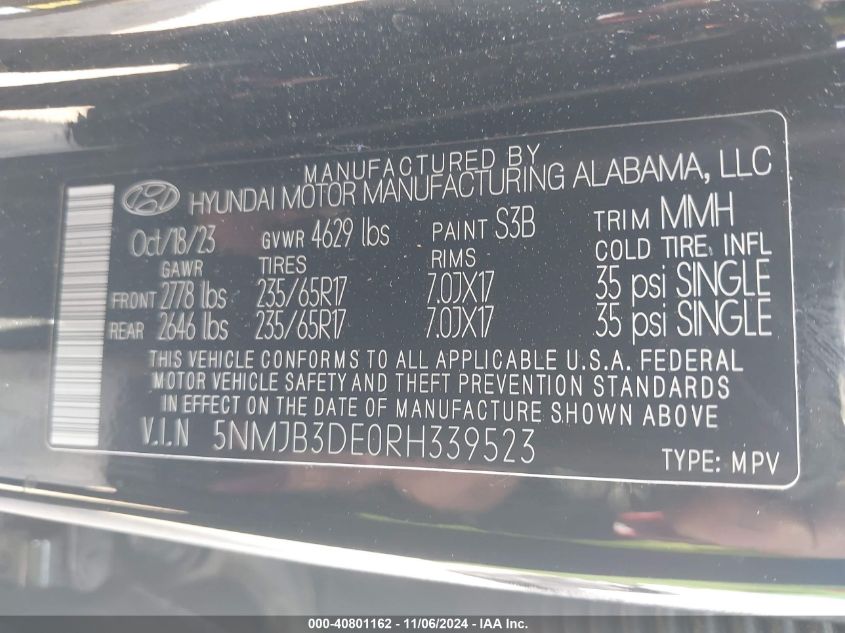 MANUFACTURED BY
HYUNDAI MOTOR MANUFACTURING ALABAMA, LLC
Oct/18/23 GVWR 4629 lbs PAINT S3B TRIM MMH
GAWR TIRES RIMS COLD TIRE. INFL
FRONT 2778 lbs 235/65R17 7.0JX17 35 psi SINGLE
REAR 2646 lbs 235/65R17 7.0JX17 35 psi SINGLE
THIS VEHICLE CONFORMS TO ALL APPLICABLE U.S.A. FEDERAL
MOTOR VEHICLE SAFETY AND THEFT PREVENTION STANDARDS
IN EFFECT ON THE DATE OF MANUFACTURE SHOWN ABOVE
V.I.N 5NMJB3DE0RH339523
TYPE: MPV
000-40801162 - 11/06/2024 - IAA Inc.